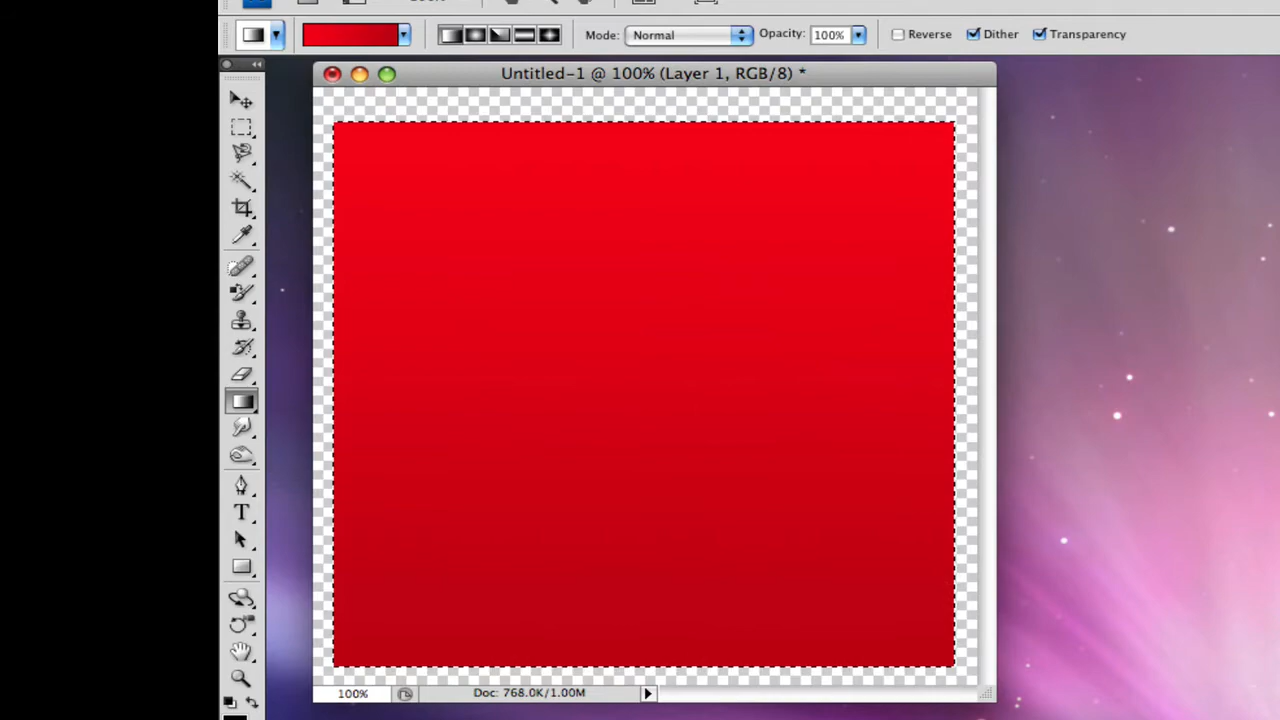 Mode: Normal Opacity: 100% Reverse Dither Transparency
Untitled-1 @ 100% (Layer 1, RGB/8) *
T
100% Doc: 768.0K/1.00M